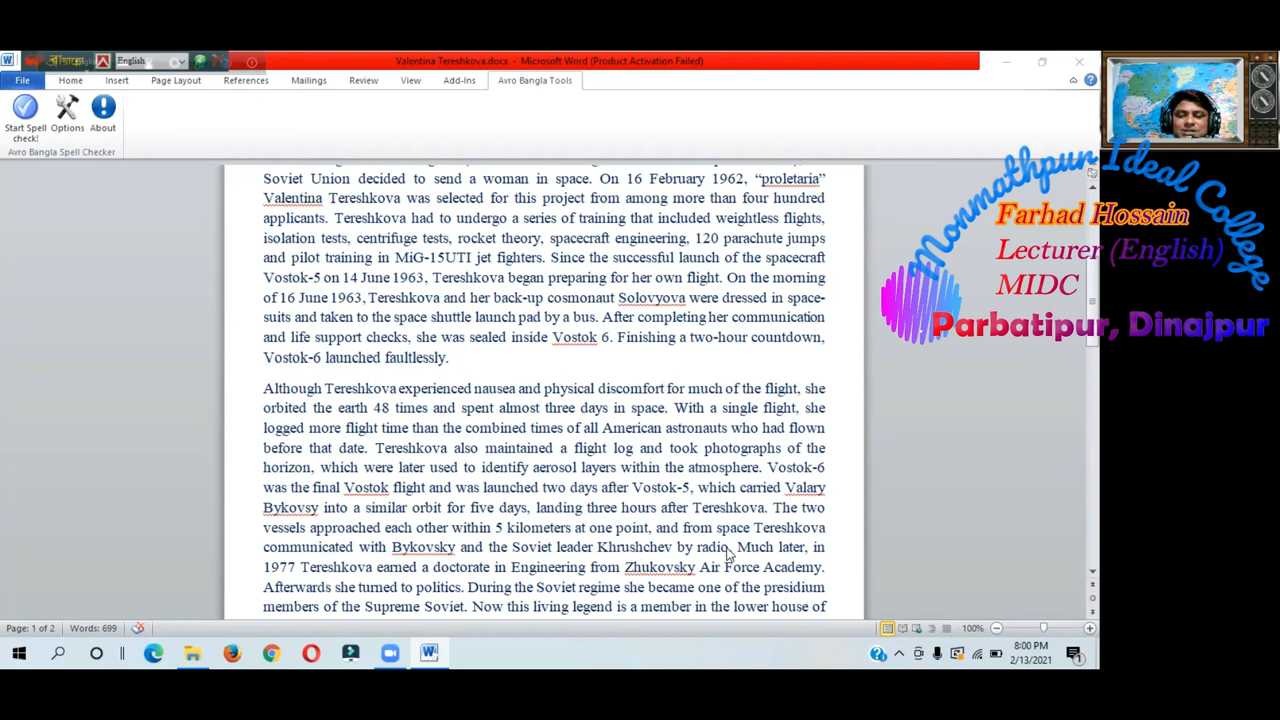 English
Valentina Tereshkova.docx - Microsoft Word (Product Activation Failed)
File Home Insert Page Layout References Mailings Review View Add-Ins Avro Bangla Tools
Start Spell check! Options About
Avro Bangla Spell Checker
Soviet Union decided to send a woman in space. On 16 February 1962, “proletaria”
Valentina Tereshkova was selected for this project from among more than four hundred
applicants. Tereshkova had to undergo a series of training that included weightless flights,
isolation tests, centrifuge tests, rocket theory, spacecraft engineering, 120 parachute jumps
and pilot training in MiG-15UTI jet fighters. Since the successful launch of the spacecraft
Vostok-5 on 14 June 1963, Tereshkova began preparing for her own flight. On the morning
of 16 June 1963, Tereshkova and her back-up cosmonaut Solovyova were dressed in space-
suits and taken to the space shuttle launch pad by a bus. After completing her communication
and life support checks, she was sealed inside Vostok 6. Finishing a two-hour countdown,
Vostok-6 launched faultlessly.
Although Tereshkova experienced nausea and physical discomfort for much of the flight, she
orbited the earth 48 times and spent almost three days in space. With a single flight, she
logged more flight time than the combined times of all American astronauts who had flown
before that date. Tereshkova also maintained a flight log and took photographs of the
horizon, which were later used to identify aerosol layers within the atmosphere. Vostok-6
was the final Vostok flight and was launched two days after Vostok-5, which carried Valary
Bykovsy into a similar orbit for five days, landing three hours after Tereshkova. The two
vessels approached each other within 5 kilometers at one point, and from space Tereshkova
communicated with Bykovsky and the Soviet leader Khrushchev by radio. Much later, in
1977 Tereshkova earned a doctorate in Engineering from Zhukovsky Air Force Academy.
Afterwards she turned to politics. During the Soviet regime she became one of the presidium
members of the Supreme Soviet. Now this living legend is a member in the lower house of
Page: 1 of 2 Words: 699 100%
8:00 PM
2/13/2021
Monmathpur Ideal College
Farhad Hossain
Lecturer (English)
MIDC
Parbatipur, Dinajpur